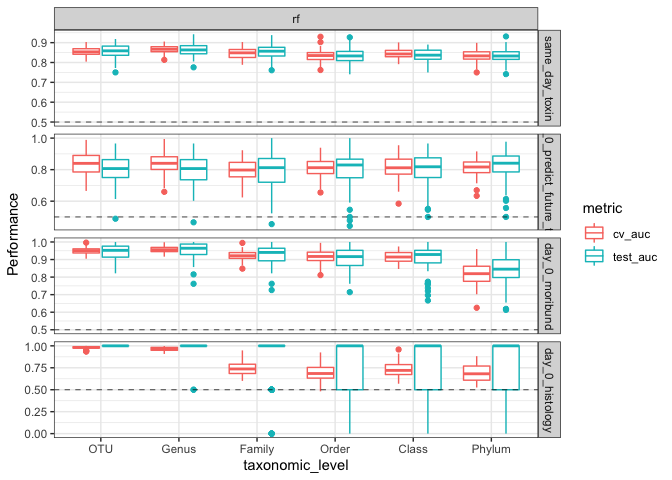 rf
0.9
0.8
0.7
0.6
0.5
same_day_toxin
1.0
0.8
0.6
0_predict_future_t
1.0
0.9
0.8
0.7
0.6
0.5
day_0_moribund
1.00
0.75
0.50
0.25
0.00
day_0_histology
OTU Genus Family Order Class Phylum
taxonomic_level
Performance
metric
cv_auc
test_auc